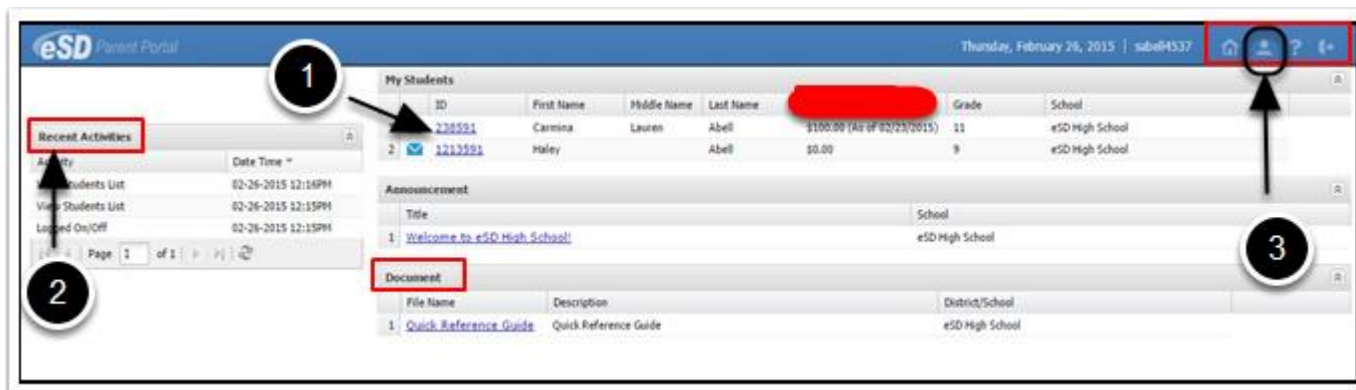 eSD Parent Portal
Thursday, February 26, 2015 | sabell4537 ?
1
My Students
ID First Name Middle Name Last Name Grade School
238591 Carmina Lauren Abell $100.00 (As of 02/23/2015) 11 eSD High School
2 1213591 Haley Abell $0.00 9 eSD High School
Recent Activities
Activity Date Time
Students List 02-26-2015 12:16PM
View Students List 02-26-2015 12:15PM
Logged On/Off 02-26-2015 12:15PM
Page 1 of 1
2
Announcement
Title School
1 Welcome to eSD High School! eSD High School
Document
File Name Description District/School
1 Quick Reference Guide Quick Reference Guide eSD High School
3